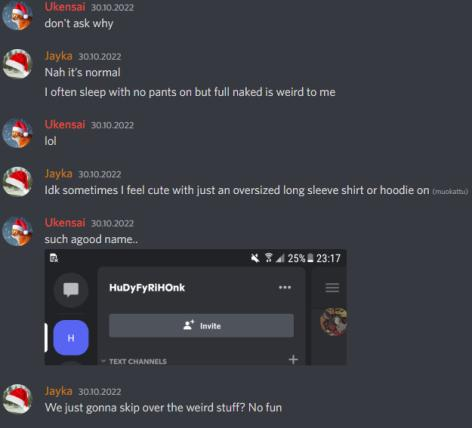 Ukensai 30.10.2022
don't ask why
Jayka 30.10.2022
Nah it's normal
I often sleep with no pants on but full naked is weird to me
Ukensai 30.10.2022
lol
Jayka 30.10.2022
Idk sometimes I feel cute with just an oversized long sleeve shirt or hoodie on (muokattu)
Ukensai 30.10.2022
such agood name..
25% 23:17
HuDyFyRiHOnk
H
Invite
TEXT CHANNELS
Jayka 30.10.2022
We just gonna skip over the weird stuff? No fun